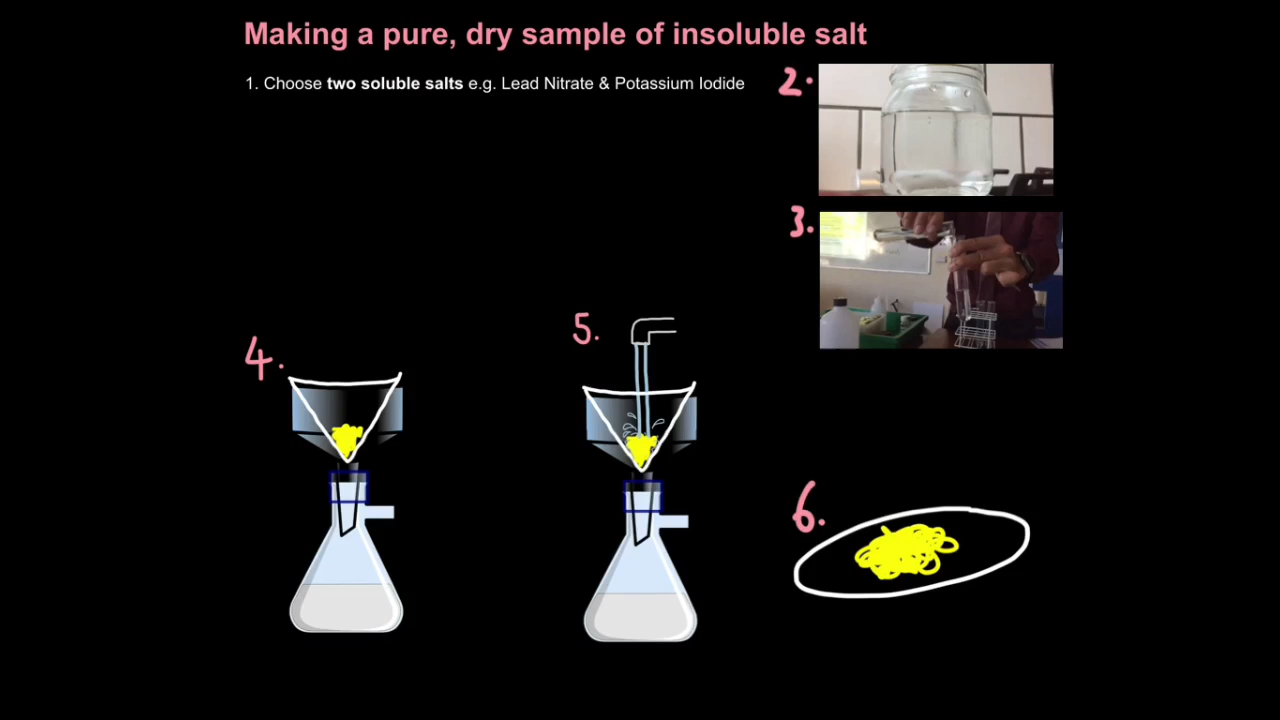 Making a pure, dry sample of insoluble salt
1. Choose two soluble salts e.g. Lead Nitrate & Potassium Iodide
2.
3.
4.
5.
6.